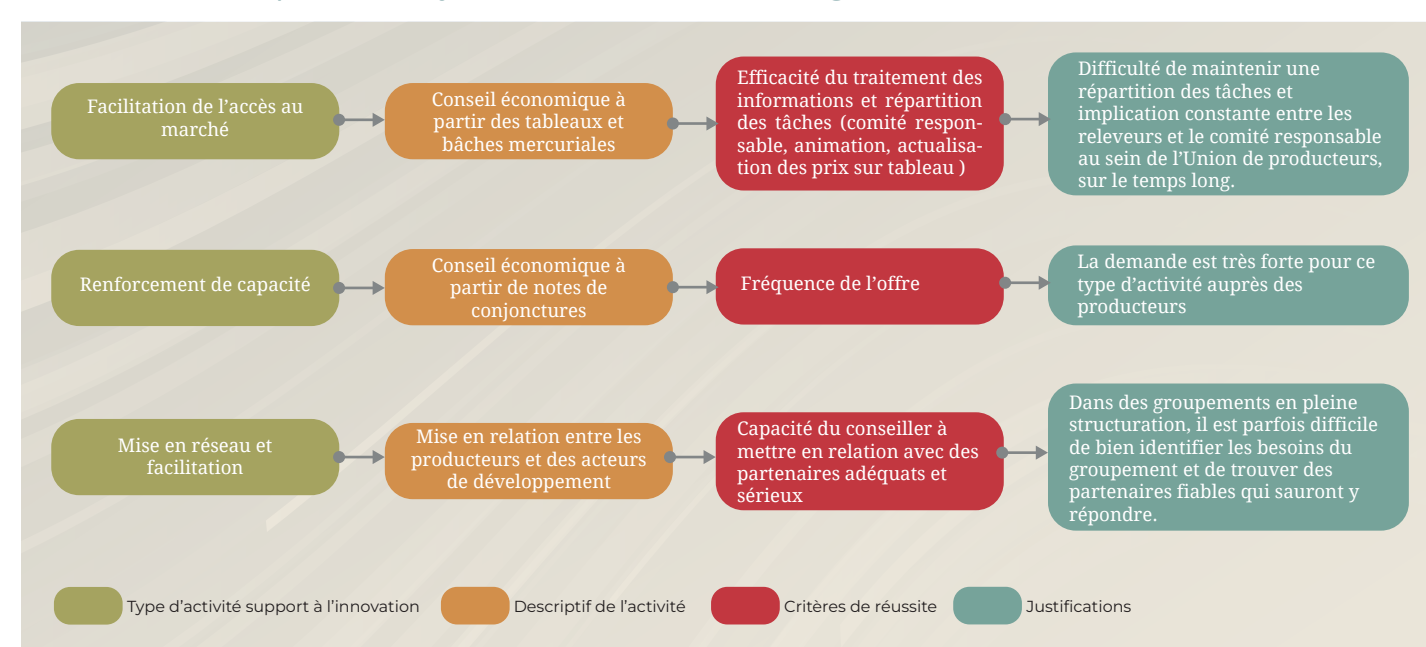 Facilitation de l’accès au
marché
Conseil économique à
partir des tableaux et
bâches mercuriales
Efficacité du traitement des
informations et répartition
des tâches (comité respon-
sable, animation, actualisa-
tion des prix sur tableau )
Difficulté de maintenir une
répartition des tâches et
implication constante entre les
releveurs et le comité responsable
au sein de l’Union de producteurs,
sur le temps long.
Renforcement de capacité
Conseil économique à
partir de notes de
conjonctures
Fréquence de l’offre
La demande est très forte pour ce
type d’activité auprès des
producteurs
Mise en réseau et
facilitation
Mise en relation entre les
producteurs et des acteurs
de développement
Capacité du conseiller à
mettre en relation avec des
partenaires adéquats et
sérieux
Dans des groupements en pleine
structuration, il est parfois difficile
de bien identifier les besoins du
groupement et de trouver des
partenaires fiables qui sauront y
répondre.
Type d’activité support à l’innovation
Descriptif de l’activité
Critères de réussite
Justifications